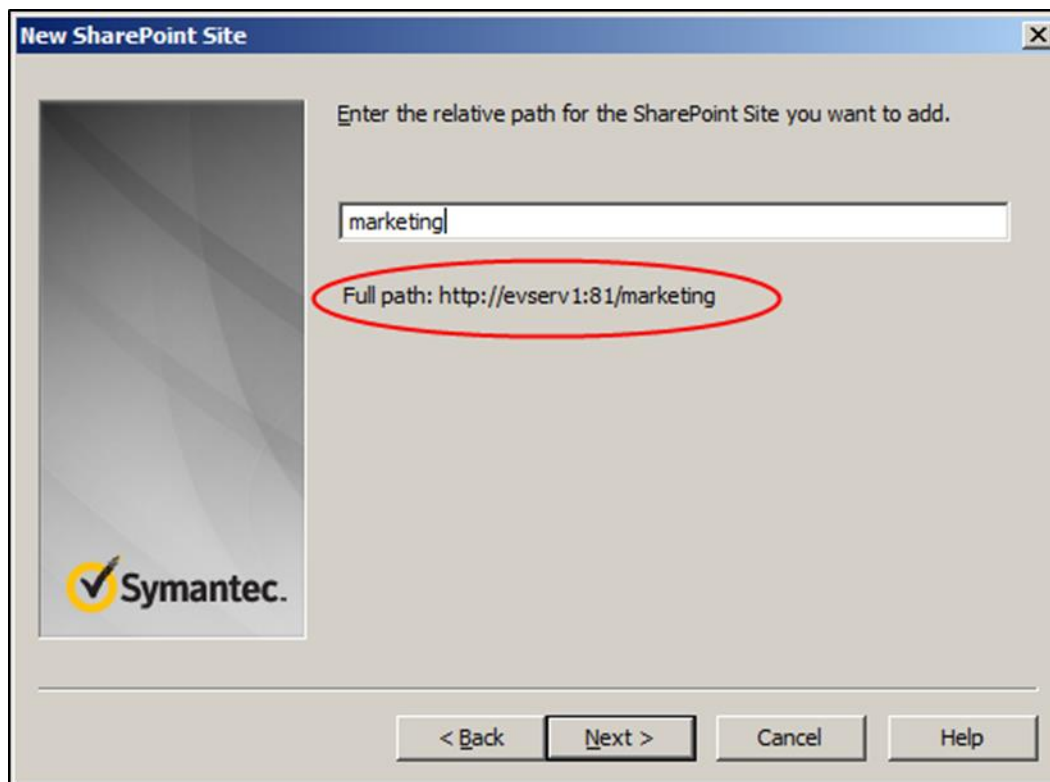 New SharePoint Site
Enter the relative path for the SharePoint Site you want to add.
marketing
Full path: http://evserv1:81/marketing
Symantec.
< Back
Next >
Cancel
Help